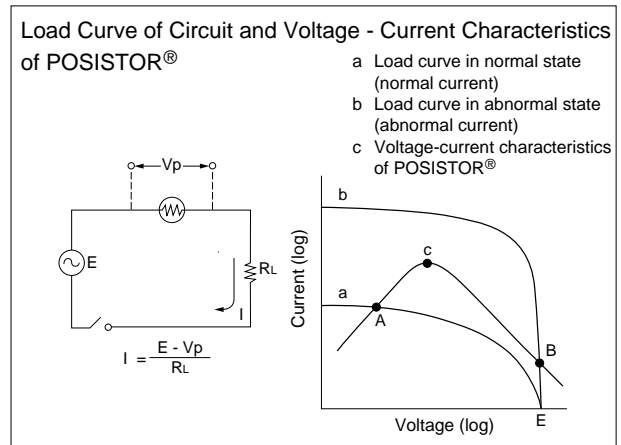 Load Curve of Circuit and Voltage - Current Characteristics
of POSISTOR®
a Load curve in normal state
(normal current)
b Load curve in abnormal state
(abnormal current)
c Voltage-current characteristics
of POSISTOR®
Vp
E
RL
I
I = E - Vp
RL
Current (log)
b
c
a
A
B
E
Voltage (log)